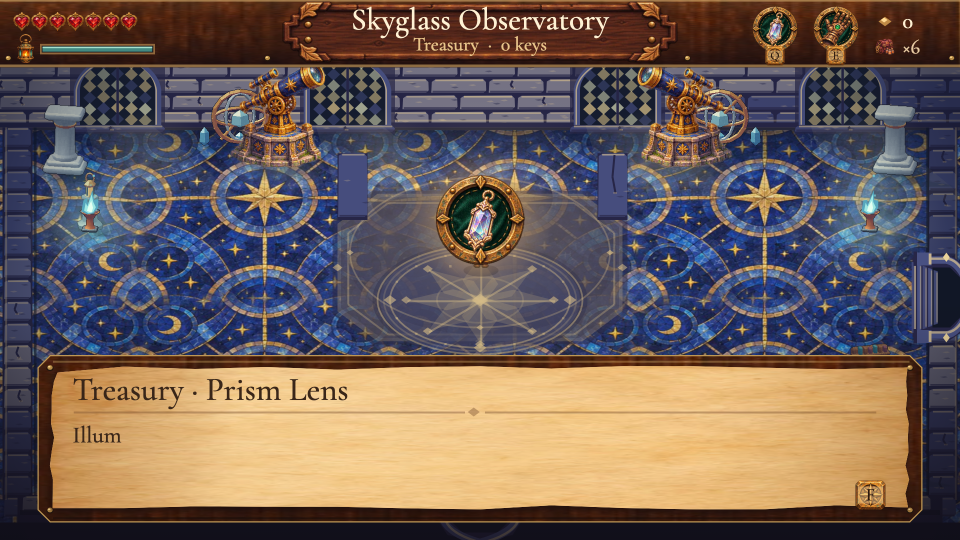 Skyglass Observatory
Treasury · 0 keys
Q
E
0
×6
Treasury · Prism Lens
Illum
F